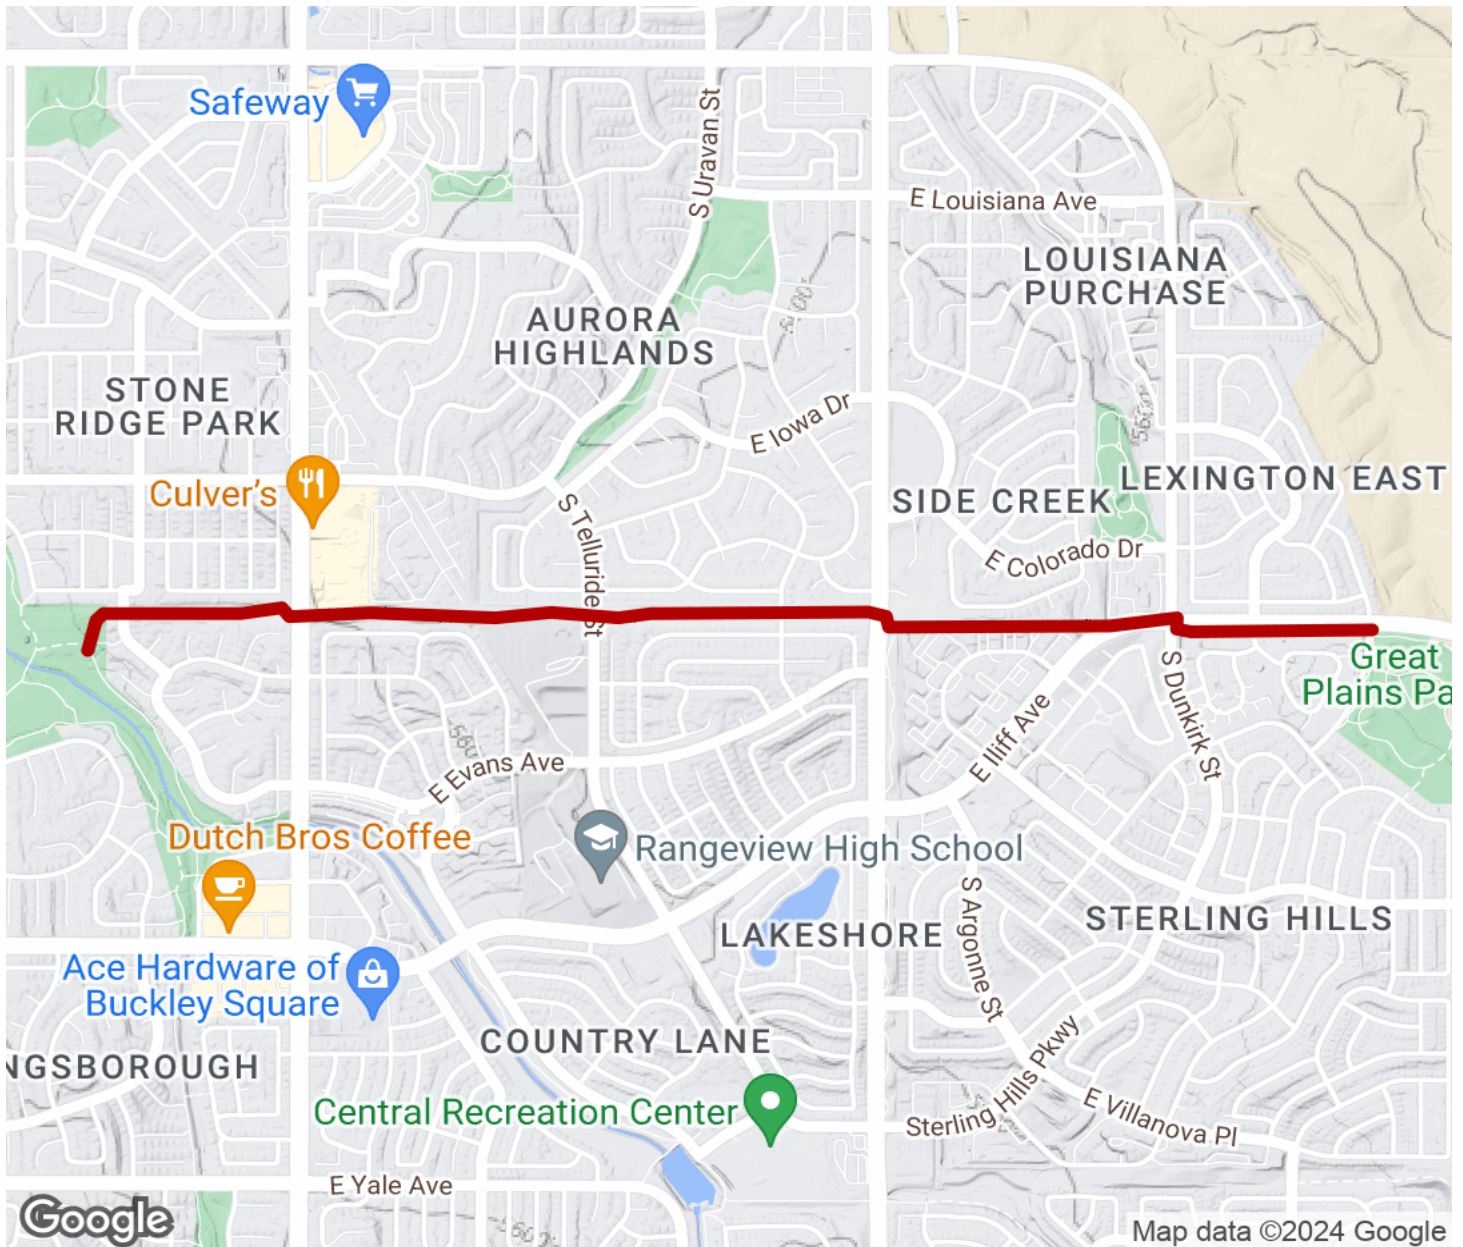 Safeway
S Uravan St
E Louisiana Ave
LOUISIANA
PURCHASE
AURORA
HIGHLANDS
STONE
RIDGE PARK
E Iowa Dr
Culver's
LEXINGTON EAST
SIDE CREEK
S Telluride St
E Colorado Dr
Great
Plains Pa
S Dunkirk St
E Iliff Ave
E Evans Ave
Dutch Bros Coffee
Rangeview High School
S Argonne St
STERLING HILLS
LAKESHORE
Ace Hardware of
Buckley Square
COUNTRY LANE
NGSBOROUGH
Central Recreation Center
Sterling Hills Pkwy
E Villanova Pl
E Yale Ave
Google
Map data ©2024 Google